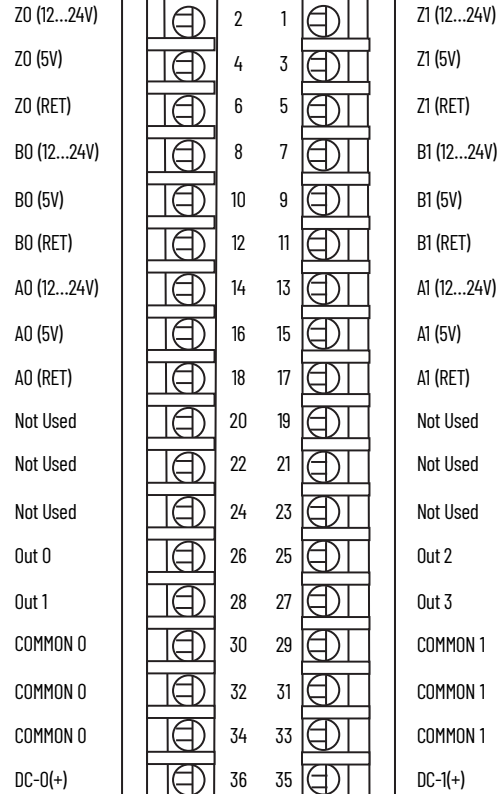 Z0 (12...24V) 2 1 Z1 (12...24V)
Z0 (5V) 4 3 Z1 (5V)
Z0 (RET) 6 5 Z1 (RET)
B0 (12...24V) 8 7 B1 (12...24V)
B0 (5V) 10 9 B1 (5V)
B0 (RET) 12 11 B1 (RET)
A0 (12...24V) 14 13 A1 (12...24V)
A0 (5V) 16 15 A1 (5V)
A0 (RET) 18 17 A1 (RET)
Not Used 20 19 Not Used
Not Used 22 21 Not Used
Not Used 24 23 Not Used
Out 0 26 25 Out 2
Out 1 28 27 Out 3
COMMON 0 30 29 COMMON 1
COMMON 0 32 31 COMMON 1
COMMON 0 34 33 COMMON 1
DC-0(+) 36 35 DC-1(+)